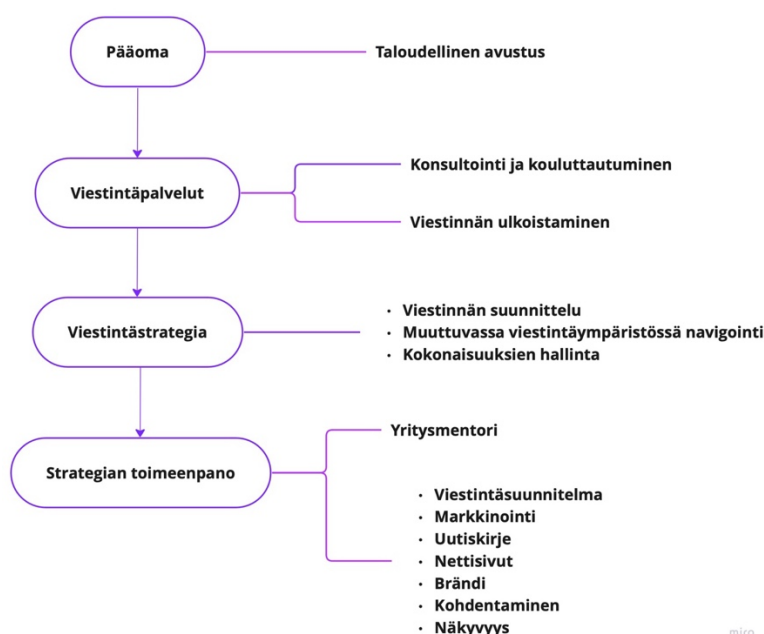 Pääoma
Taloudellinen avustus
Viestintäpalvelut
Konsultointi ja kouluttautuminen
Viestinnän ulkoistaminen
Viestintästrategia
· Viestinnän suunnittelu
· Muuttuvassa viestintäympäristössä navigointi
· Kokonaisuuksien hallinta
Strategian toimeenpano
Yritysmentori
· Viestintäsuunnitelma
· Markkinointi
· Uutiskirje
· Nettisivut
· Brändi
· Kohdentaminen
· Näkyvyys
miro